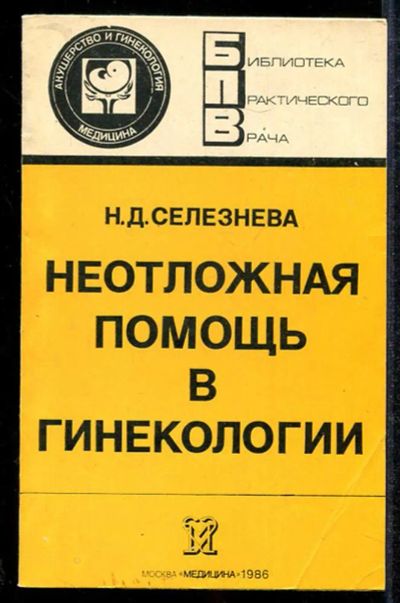 АКУШЕРСТВО И ГИНЕКОЛОГИЯ
МЕДИЦИНА
БИБЛИОТЕКА
ПРАКТИЧЕСКОГО
ВРАЧА
Н.Д.СЕЛЕЗНЕВА
НЕОТЛОЖНАЯ
ПОМОЩЬ
В
ГИНЕКОЛОГИИ
МОСКВА «МЕДИЦИНА» 1986